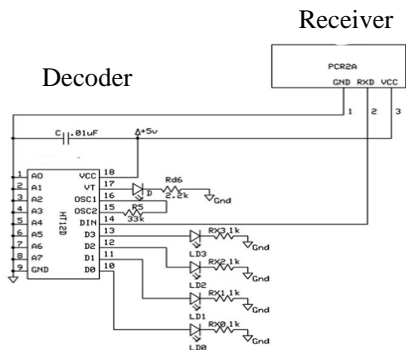 Receiver
PCR2A
GND RXD VCC
1 2 3
Decoder
C .01uF
+5v
1 A0 VCC 18
2 A1 VT 17 D Rd6 2.2k Gnd
3 A2 OSC1 16
4 A3 OSC2 15 R5 33k
5 A4 DIN 14
6 A5 D3 13 LD3 RX3,1k Gnd
7 A6 D2 12 LD2 RX2,1k Gnd
8 A7 D1 11 LD1 RX1,1k Gnd
9 GND D0 10 LD0 RX0,1k Gnd
HT12D